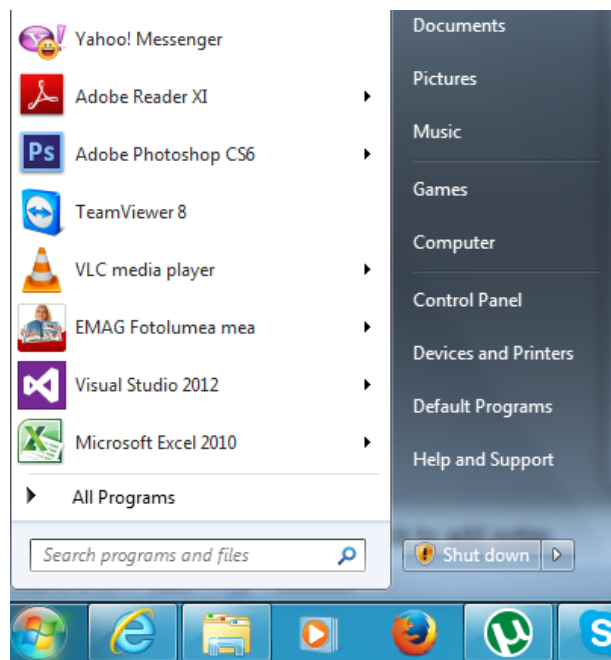 Yahoo! Messenger
Adobe Reader XI
Ps Adobe Photoshop CS6
TeamViewer 8
VLC media player
EMAG Fotolumea mea
Visual Studio 2012
Microsoft Excel 2010
All Programs
Search programs and files
Documents
Pictures
Music
Games
Computer
Control Panel
Devices and Printers
Default Programs
Help and Support
Shut down